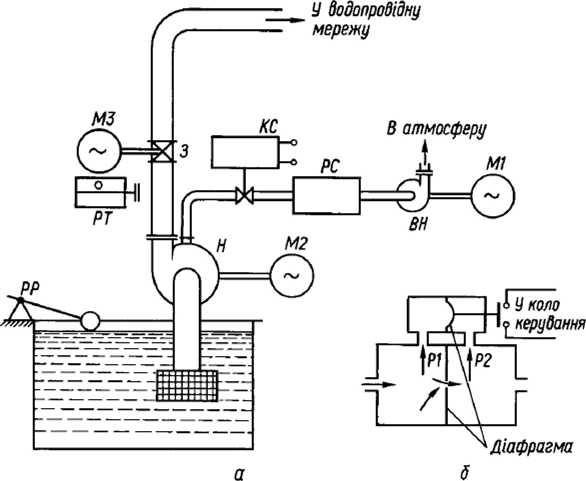 У водопровідну
мережу
М3
КС
В атмосферу
~
З
РС
М1
~
РТ
ВН
Н
М2
~
РР
У коло
керування
Р1
Р2
Діафрагма
а
б